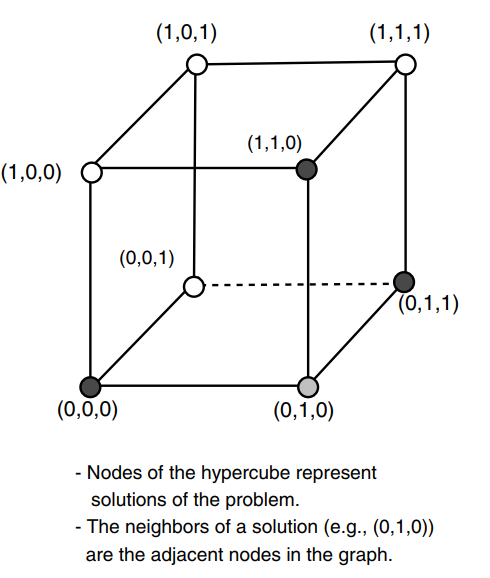 (1,0,1)
(1,1,1)
(1,1,0)
(1,0,0)
(0,0,1)
(0,1,1)
(0,0,0)
(0,1,0)
- Nodes of the hypercube represent
solutions of the problem.
- The neighbors of a solution (e.g., (0,1,0))
are the adjacent nodes in the graph.